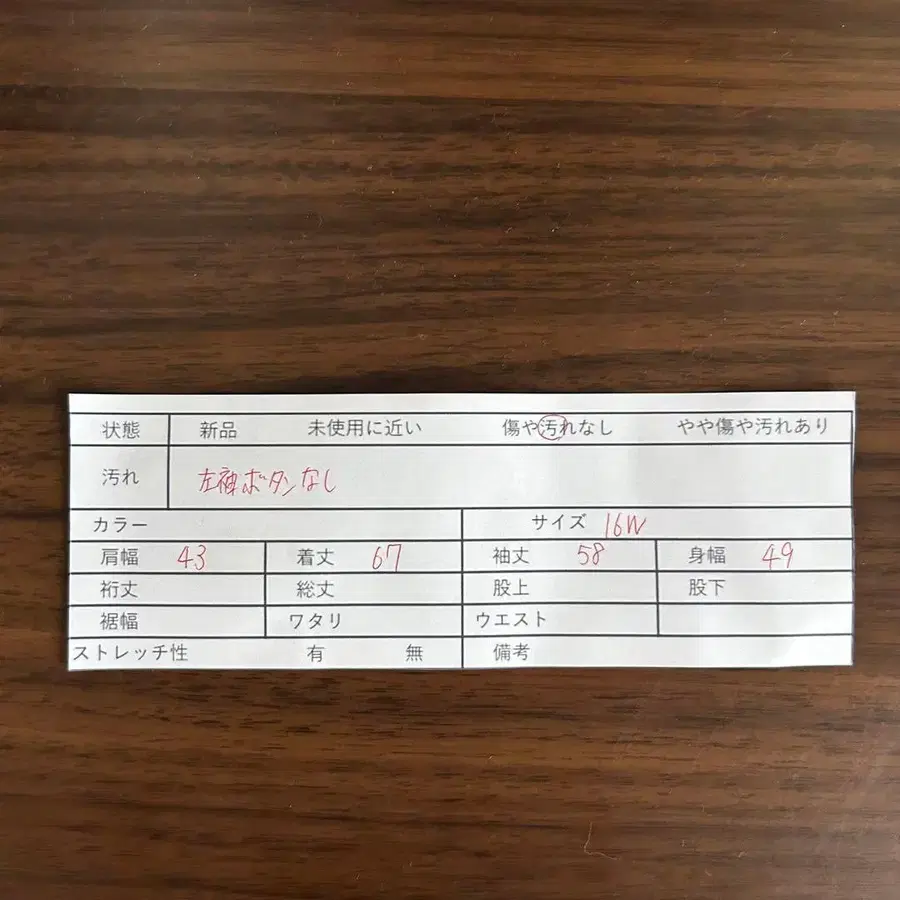 状態 新品 未使用に近い 傷や汚れなし やや傷や汚れあり
汚れ 左袖ボタンなし
カラー サイズ 16W
肩幅 43 着丈 67 袖丈 58 身幅 49
裄丈 総丈 股上 股下
裾幅 ワタリ ウエスト
ストレッチ性 有 無 備考